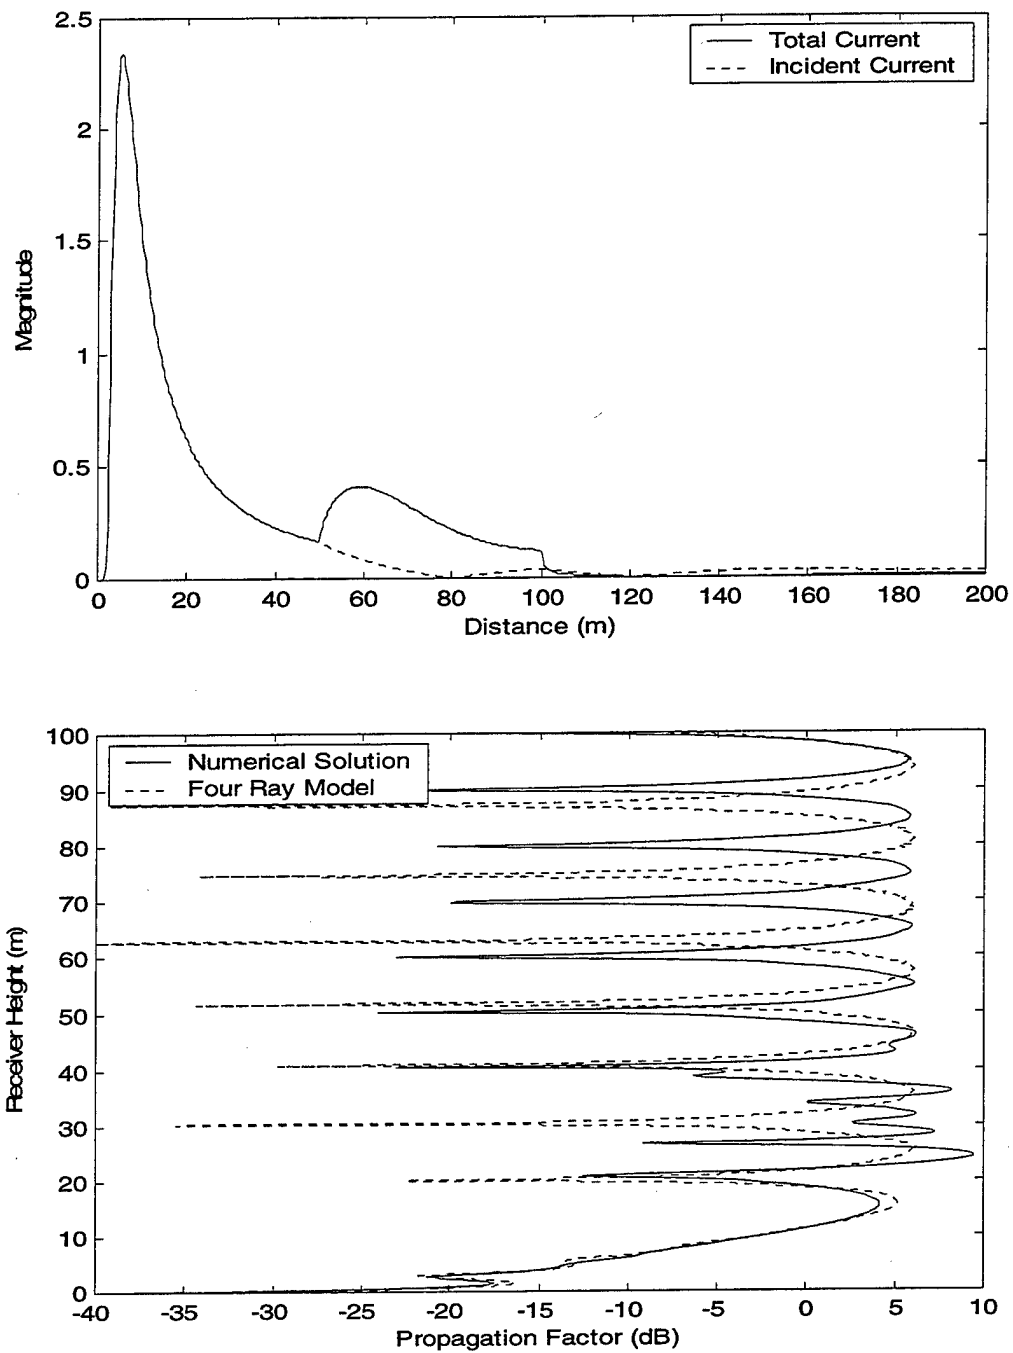 2.5
2
1.5
1
0.5
0
Magnitude
Total Current
Incident Current
0 20 40 60 80 100 120 140 160 180 200
Distance (m)
100
90
80
70
60
50
40
30
20
10
0
Receiver Height (m)
Numerical Solution
Four Ray Model
-40 -35 -30 -25 -20 -15 -10 -5 0 5 10
Propagation Factor (dB)